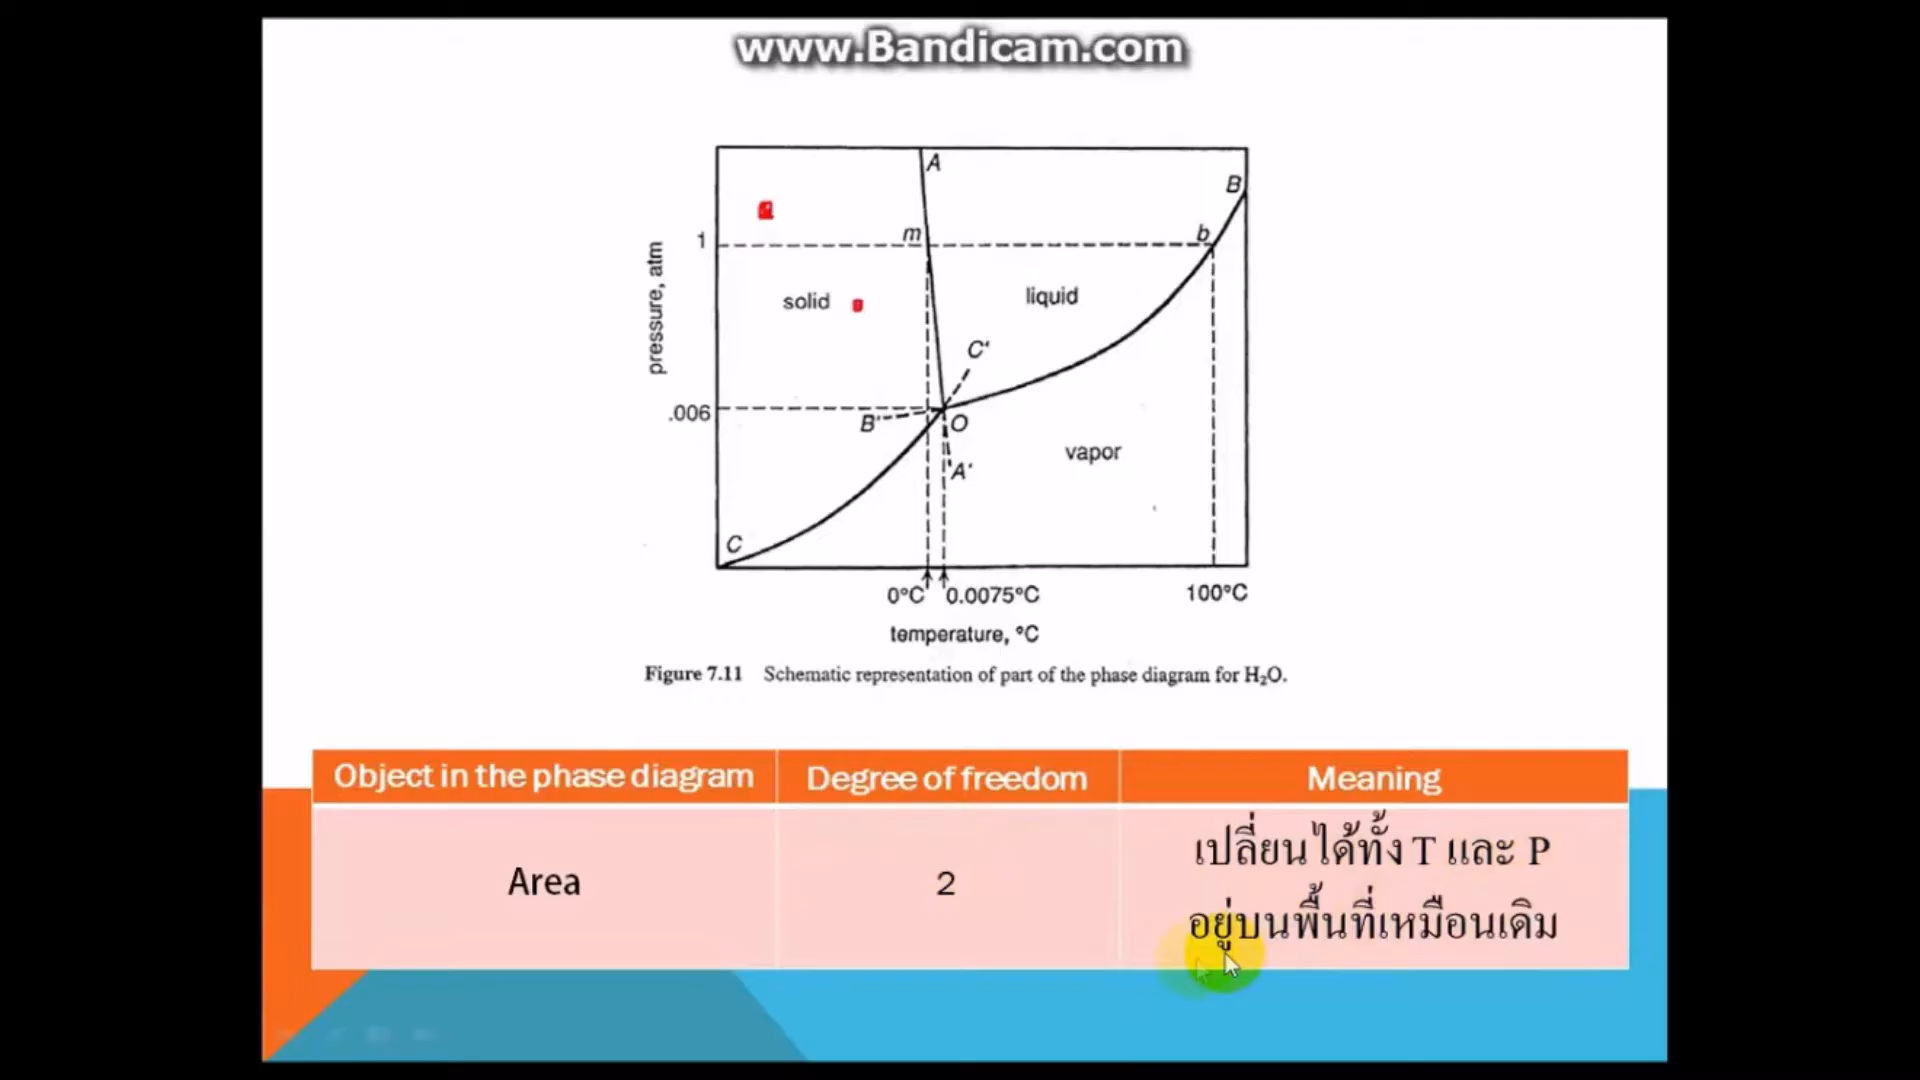 www.Bandicam.com
A
B
1
m
b
pressure, atm
solid
liquid
C'
.006
B'
O
vapor
A'
C
0°C
0.0075°C
100°C
temperature, °C
Figure 7.11 Schematic representation of part of the phase diagram for H₂O.
Object in the phase diagram
Degree of freedom
Meaning
Area
2
เปลี่ยนได้ทั้ง T และ P
อยู่บนพื้นที่เหมือนเดิม